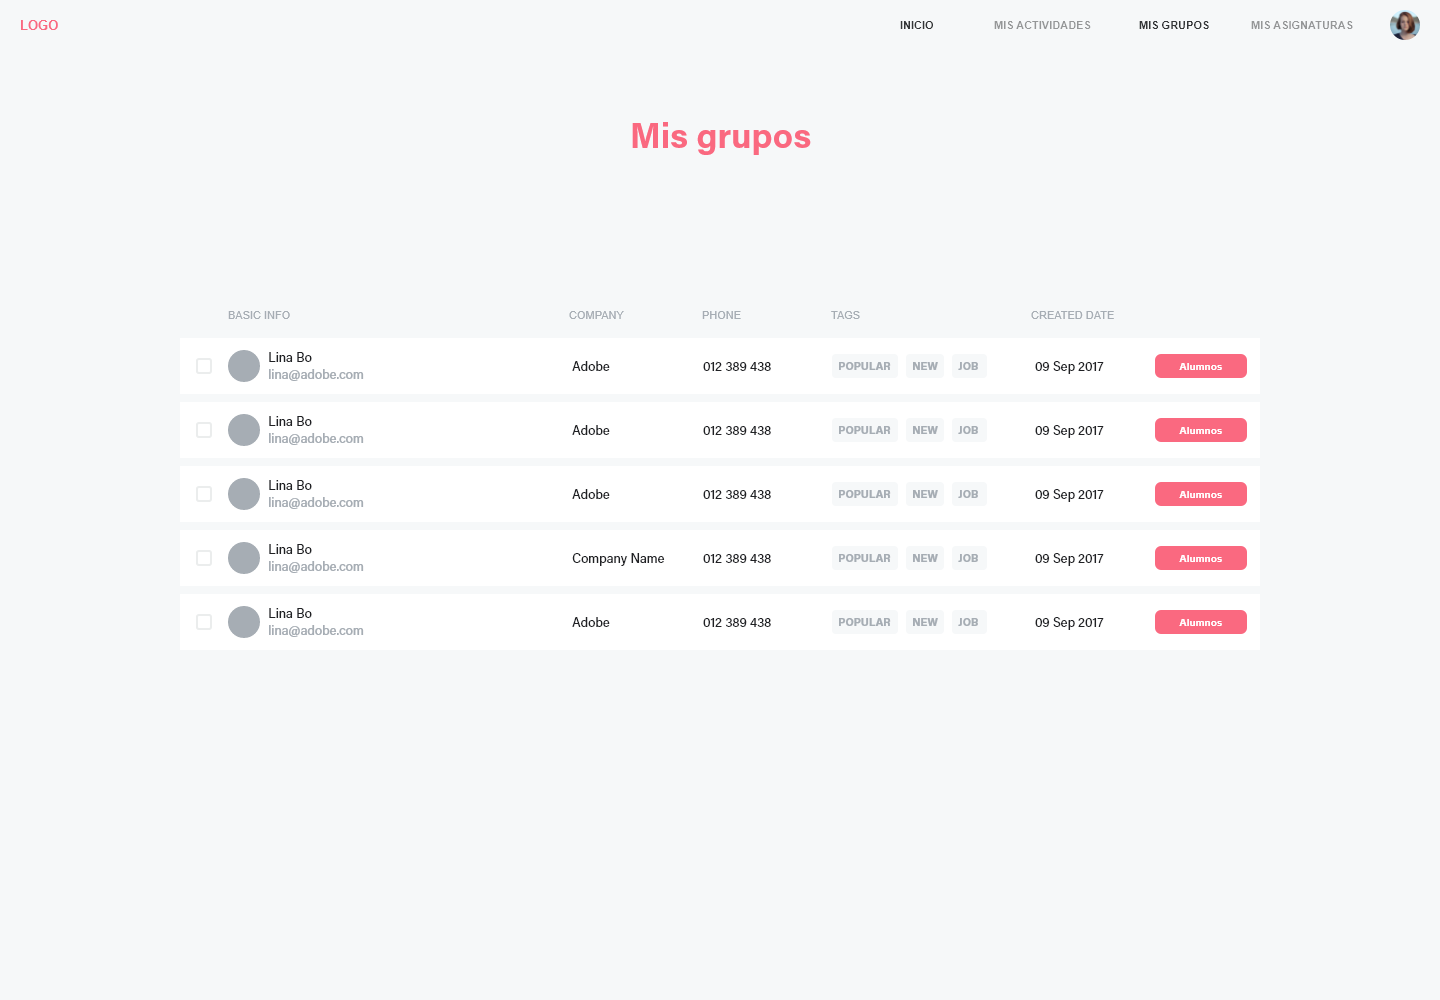 LOGO INICIO MIS ACTIVIDADES MIS GRUPOS MIS ASIGNATURAS
Mis grupos
BASIC INFO COMPANY PHONE TAGS CREATED DATE
Lina Bo
lina@adobe.com
Adobe 012 389 438 POPULAR NEW JOB 09 Sep 2017 Alumnos
Lina Bo
lina@adobe.com
Adobe 012 389 438 POPULAR NEW JOB 09 Sep 2017 Alumnos
Lina Bo
lina@adobe.com
Adobe 012 389 438 POPULAR NEW JOB 09 Sep 2017 Alumnos
Lina Bo
lina@adobe.com
Company Name 012 389 438 POPULAR NEW JOB 09 Sep 2017 Alumnos
Lina Bo
lina@adobe.com
Adobe 012 389 438 POPULAR NEW JOB 09 Sep 2017 Alumnos